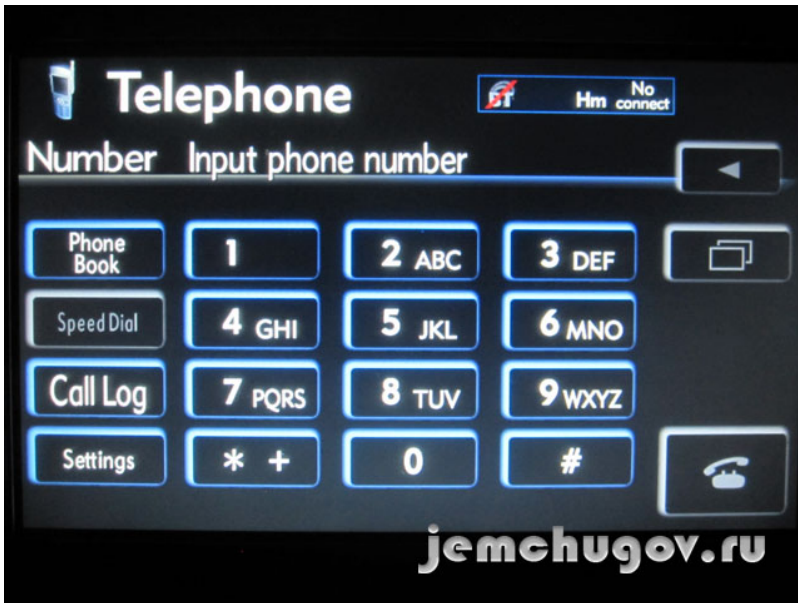 Telephone
BT Hm No connect
Number Input phone number
Phone Book
1
2 ABC
3 DEF
Speed Dial
4 GHI
5 JKL
6 MNO
Call Log
7 PQRS
8 TUV
9 WXYZ
Settings
* +
0
#
jemchugov.ru